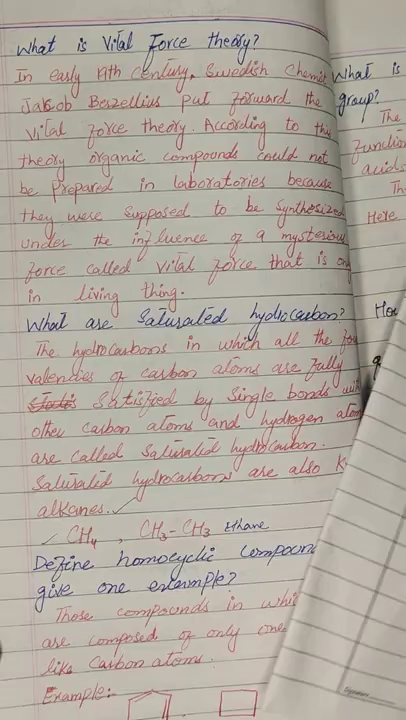 What is Vital Force theory?
In early 19th century, Swedish Chemist
Jakob Berzellius put forward the
Vital force theory. According to this
theory organic compounds could not
be prepared in laboratories because
they were supposed to be synthesized
under the influence of a mysterious
force called vital force that is only
in living thing.
What are Saturated hydrocarbon?
The hydrocarbons in which all the four
valencies of carbon atoms are fully
satisfied by single bonds with
other carbon atoms and hydrogen atom
are called Saturated hydrocarbon.
Saturated hydrocarbons are also
alkanes.
CH4, CH3-CH3 Ethane
Define homocyclic compoun
give one example?
Those compounds in whi
are composed of only one
like Carbon atoms.
Example:-
What is
group?
The
function
acids
Th
Here
Signature